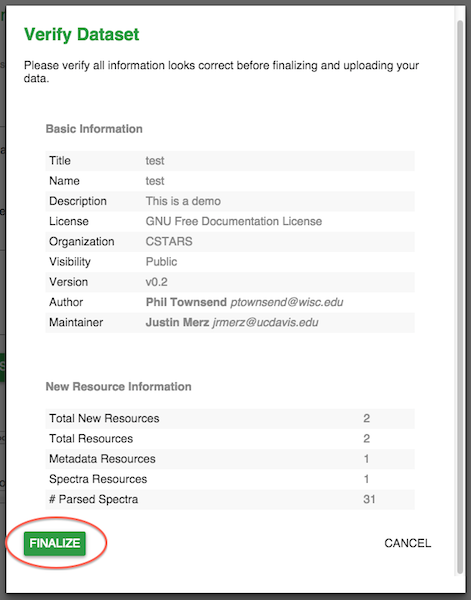 Verify Dataset
Please verify all information looks correct before finalizing and uploading your
data.
Basic Information
Title test
Name test
Description This is a demo
License GNU Free Documentation License
Organization CSTARS
Visibility Public
Version v0.2
Author Phil Townsend ptownsend@wisc.edu
Maintainer Justin Merz jrmerz@ucdavis.edu
New Resource Information
Total New Resources 2
Total Resources 2
Metadata Resources 1
Spectra Resources 1
# Parsed Spectra 31
FINALIZE CANCEL